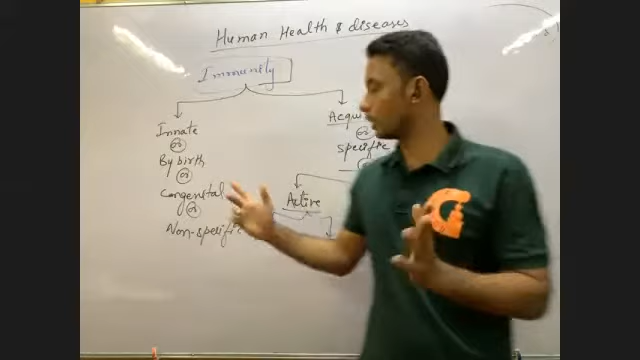 Human Health & diseases
Immunity
Innate
or
By birth
or
Congenital
or
Non-specific
Acqu
or
specific
Active